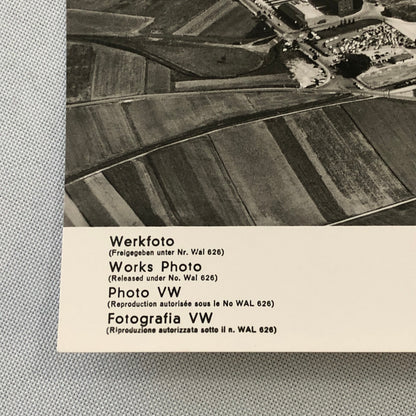 Werkfoto
(Freigegeben unter Nr. Wal 626)
Works Photo
(Released under No. Wal 626)
Photo VW
(Reproduction autorisée sous le No WAL 626)
Fotografia VW
(Riproduzione autorizzata sotto il n. WAL 626)